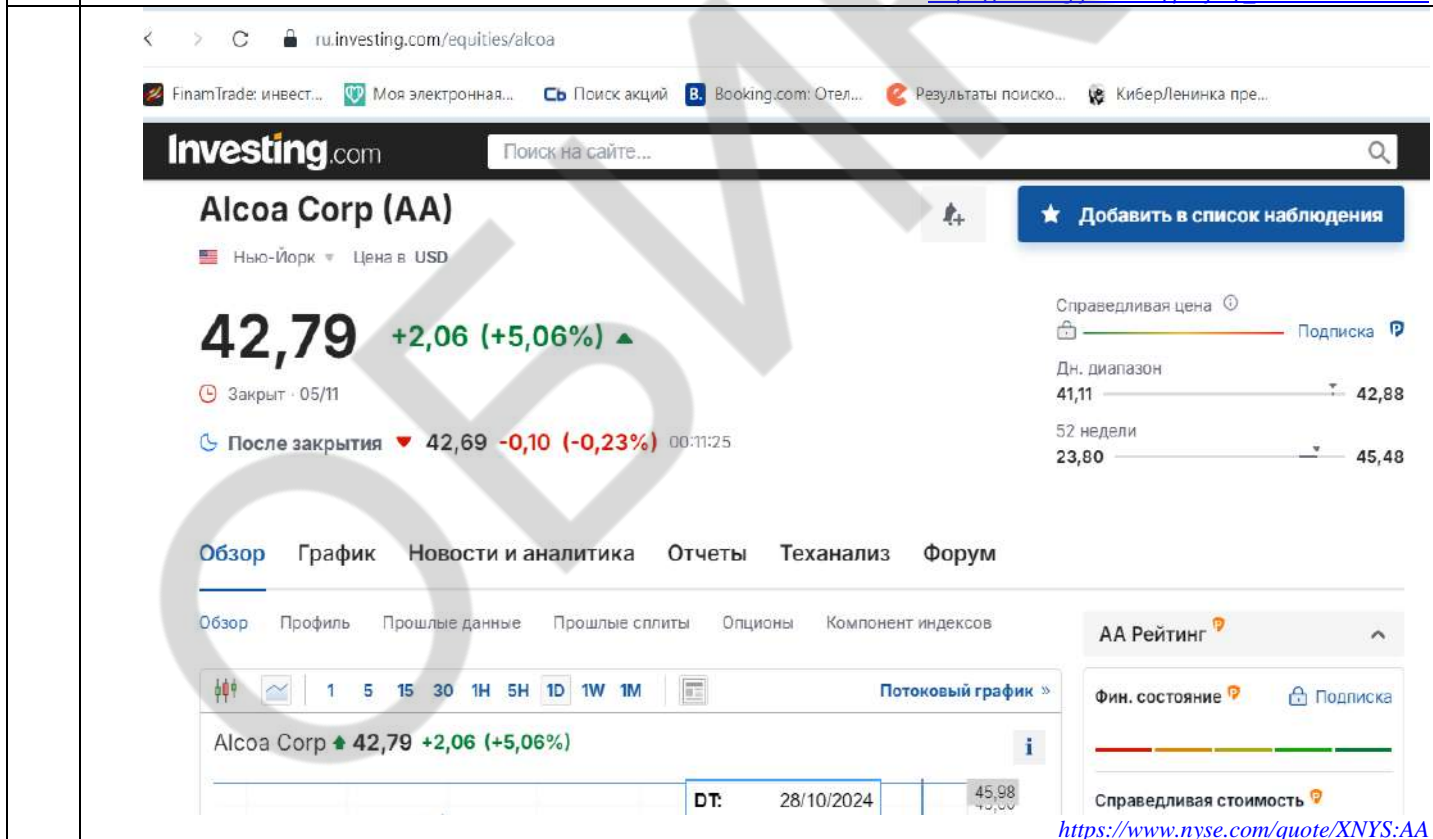 ru.investing.com/equities/alcoa
FinamTrade: инвест... Моя электронная... Сь Поиск акций B. Booking.com: Отел... Результаты поиско... КиберЛенинка пре...
Investing.com Поиск на сайте...
Alcoa Corp (AA) Добавить в список наблюдения
Нью-Йорк Цена в USD
Справедливая цена
42,79 +2,06 (+5,06%) Подписка
Дн. диапазон
Закрыт · 05/11 41,11 42,88
52 недели
После закрытия 42,69 -0,10 (-0,23%) 00:11:25
23,80 45,48
Обзор График Новости и аналитика Отчеты Теханализ Форум
Обзор Профиль Прошлые данные Прошлые сплиты Опционы Компонент индексов
АА Рейтинг
1 5 15 30 1H 5H 1D 1W 1M Потоковый график »
Фин. состояние Подписка
Alcoa Corp 42,79 +2,06 (+5,06%) i
DT: 28/10/2024 45,98
Справедливая стоимость
https://www.nyse.com/quote/XNYS:AA